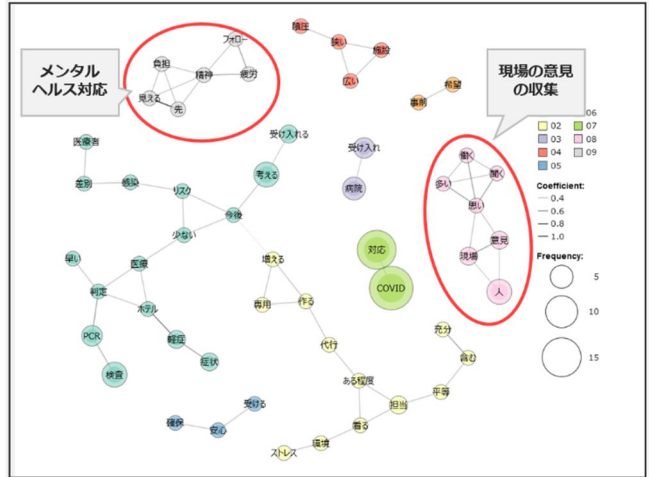 メンタル
ヘルス対応
現場の意見
の収集
フォロー
負担
精神
疲労
見える
先
陰圧
狭い
施設
広い
希望
事前
医療者
差別
感染
リスク
少ない
今後
受け入れる
考える
受け入れ
病院
働く
聞く
多い
思い
意見
現場
人
対応
COVID
早い
判定
医療
ホテル
PCR
検査
軽症
症状
増える
専用
作る
代行
ある程度
担当
着る
環境
ストレス
平等
含む
充分
確保
安心
受ける
06
02
07
03
08
04
09
05
Coefficient:
0.4
0.6
0.8
1.0
Frequency:
5
10
15